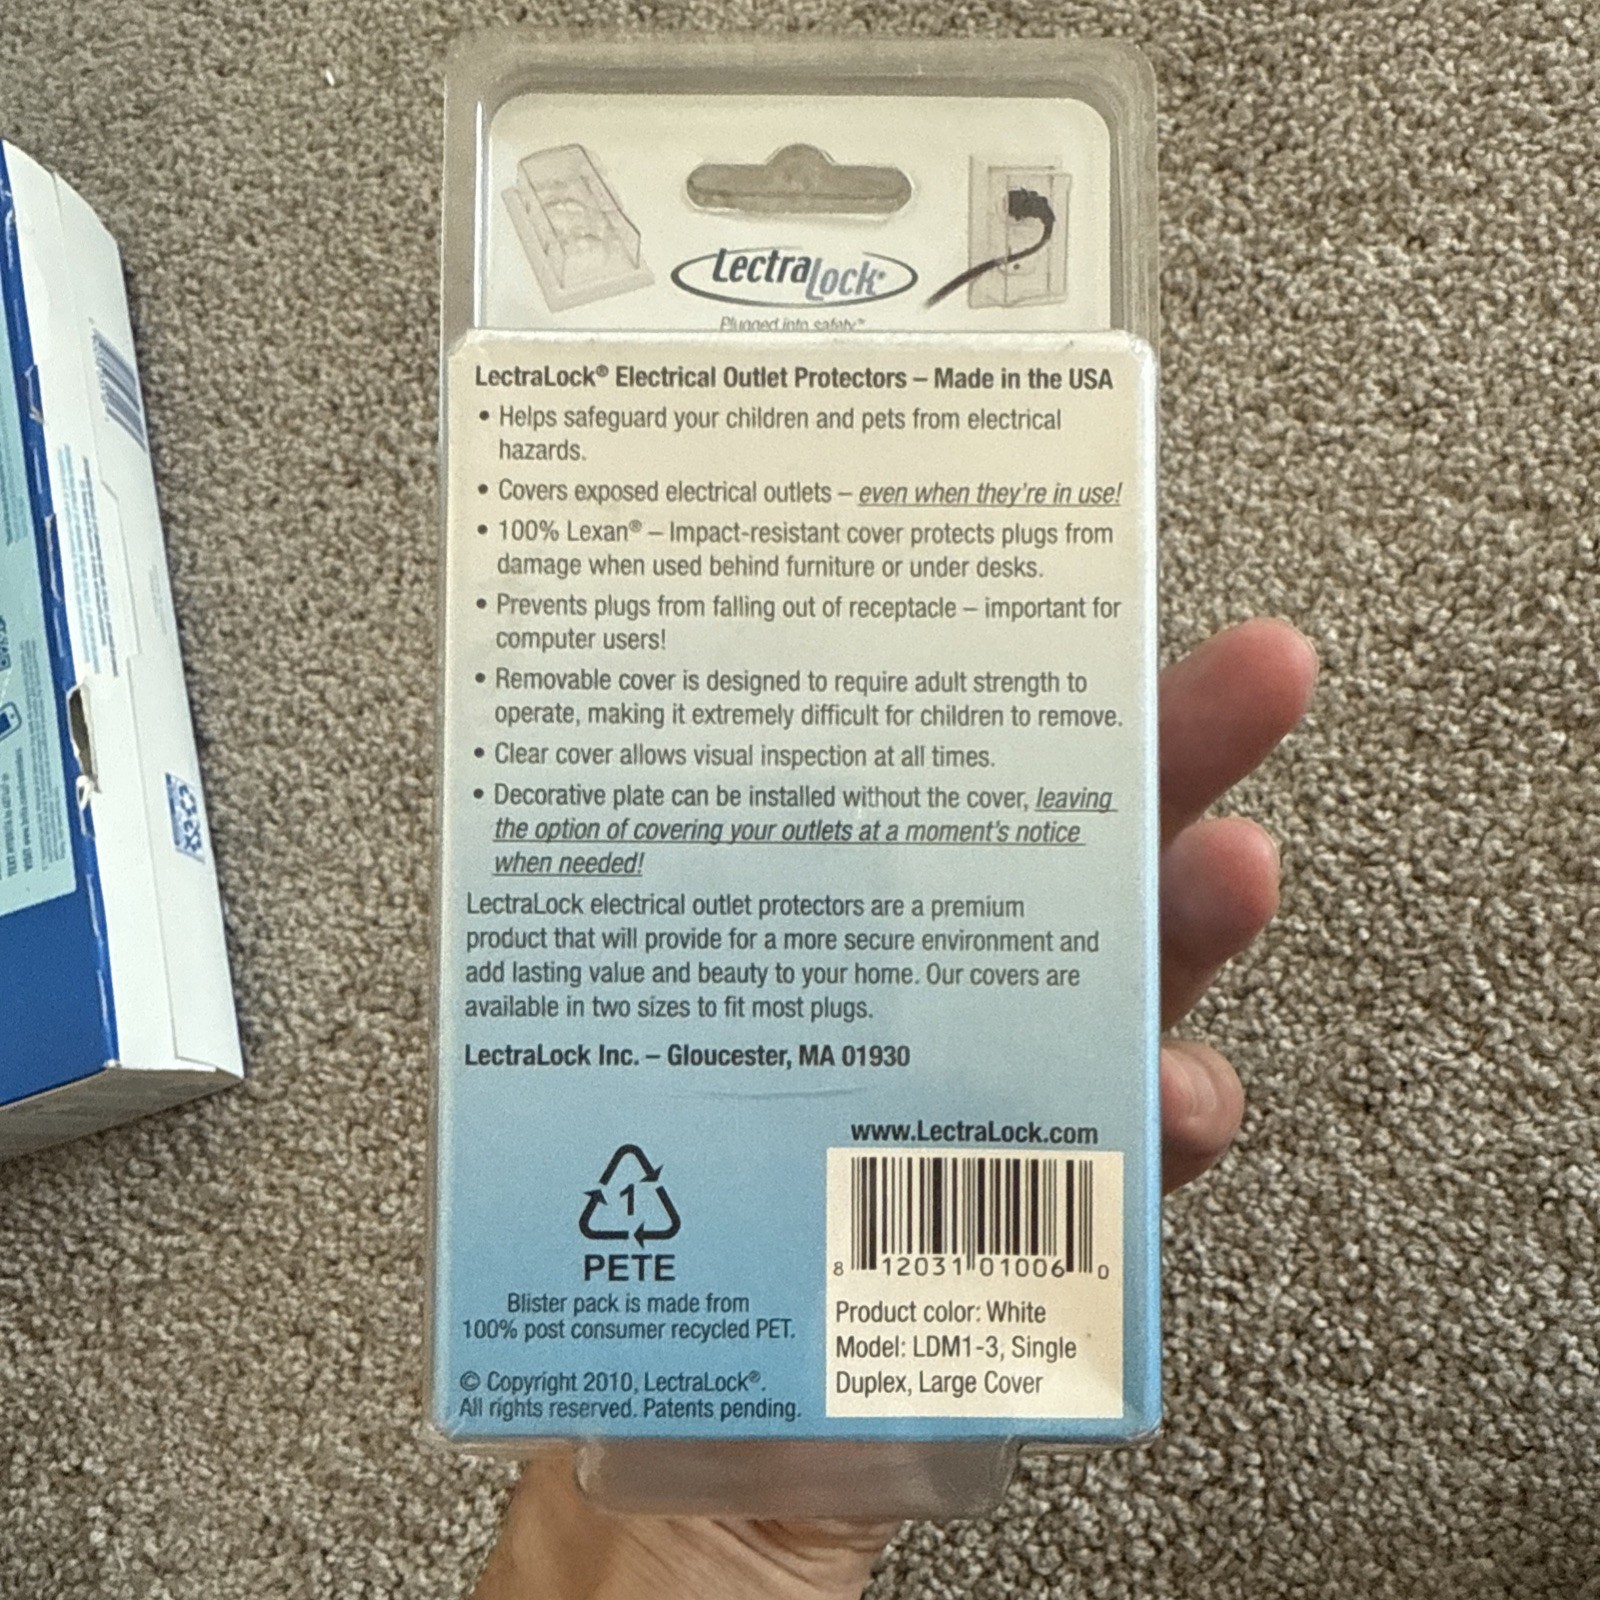 LectraLock®
Plugged into safety™
LectraLock® Electrical Outlet Protectors – Made in the USA
• Helps safeguard your children and pets from electrical
hazards.
• Covers exposed electrical outlets – even when they're in use!
• 100% Lexan® – Impact-resistant cover protects plugs from
damage when used behind furniture or under desks.
• Prevents plugs from falling out of receptacle – important for
computer users!
• Removable cover is designed to require adult strength to
operate, making it extremely difficult for children to remove.
• Clear cover allows visual inspection at all times.
• Decorative plate can be installed without the cover, leaving
the option of covering your outlets at a moment's notice
when needed!
LectraLock electrical outlet protectors are a premium
product that will provide for a more secure environment and
add lasting value and beauty to your home. Our covers are
available in two sizes to fit most plugs.
LectraLock Inc. – Gloucester, MA 01930
www.LectraLock.com
1
PETE
Blister pack is made from
100% post consumer recycled PET.
© Copyright 2010, LectraLock®.
All rights reserved. Patents pending.
8 12031 01006 0
Product color: White
Model: LDM1-3, Single
Duplex, Large Cover